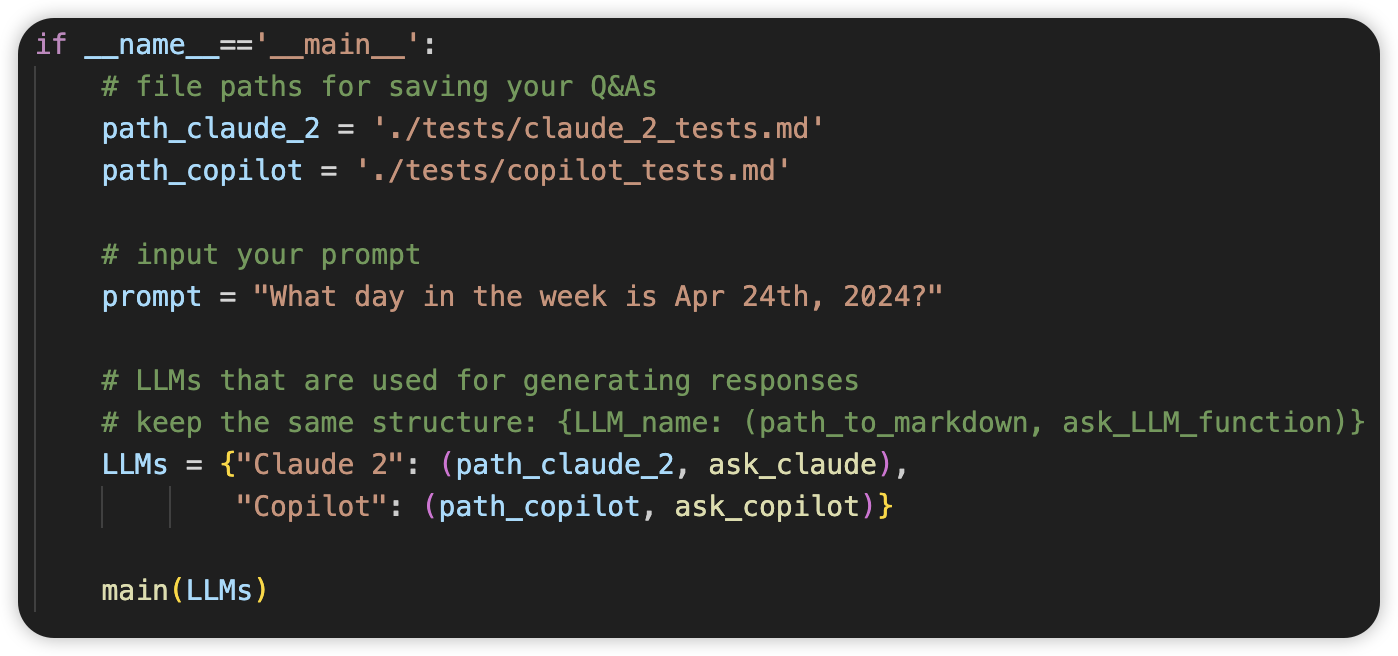 if __name__=='__main__':
# file paths for saving your Q&As
path_claude_2 = './tests/claude_2_tests.md'
path_copilot = './tests/copilot_tests.md'
# input your prompt
prompt = "What day in the week is Apr 24th, 2024?"
# LLMs that are used for generating responses
# keep the same structure: {LLM_name: (path_to_markdown, ask_LLM_function)}
LLMs = {"Claude 2": (path_claude_2, ask_claude),
"Copilot": (path_copilot, ask_copilot)}
main(LLMs)